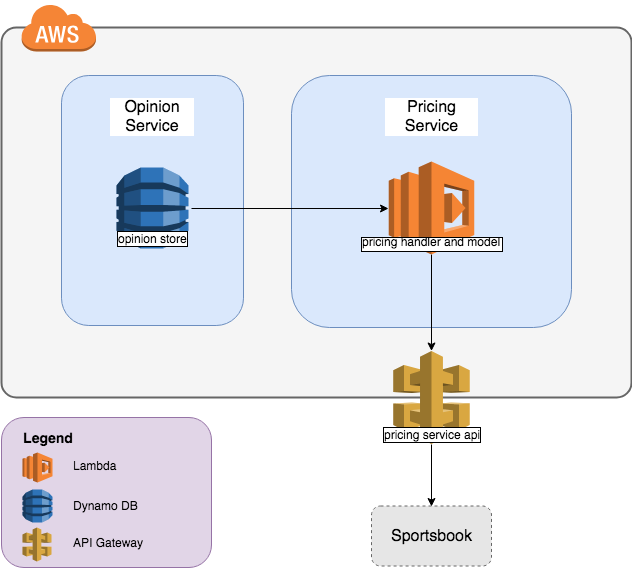 AWS
Opinion
Service
Pricing
Service
opinion store
pricing handler and model
pricing service api
Legend
Lambda
Dynamo DB
API Gateway
Sportsbook